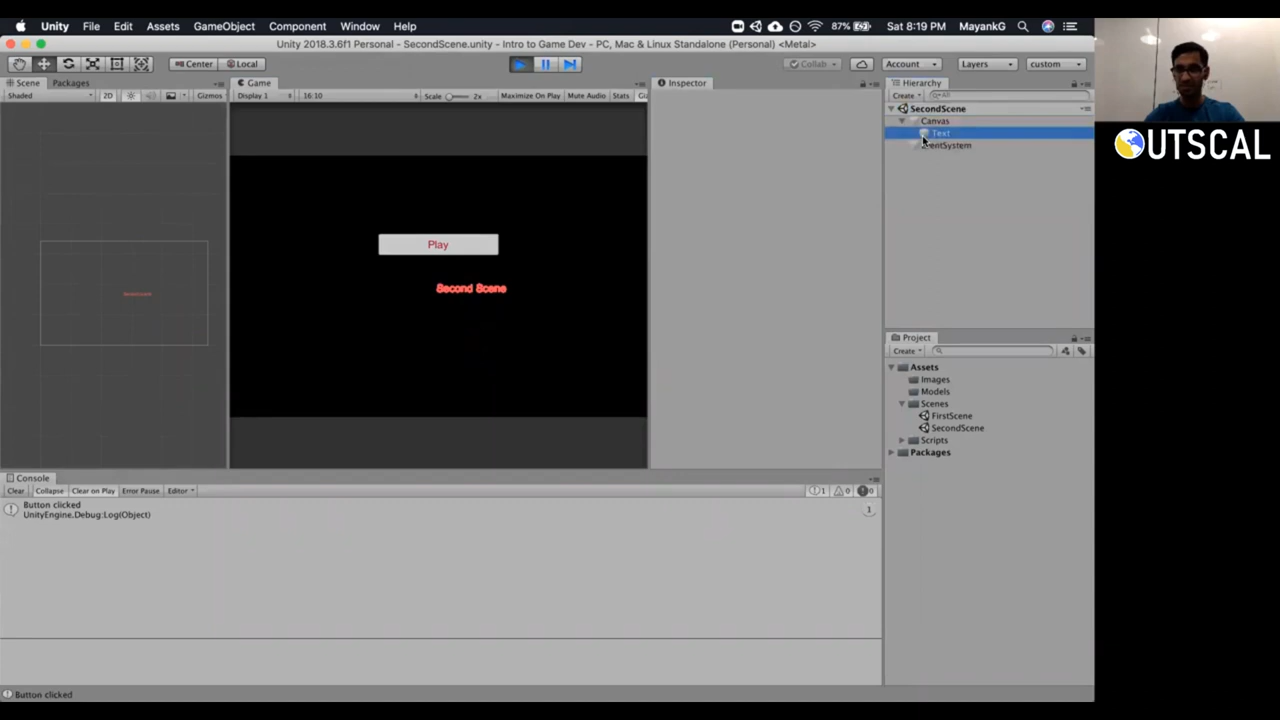 Unity File Edit Assets GameObject Component Window Help 87% Sat 8:19 PM MayankG
Unity 2018.3.6f1 Personal - SecondScene.unity - Intro to Game Dev - PC, Mac & Linux Standalone (Personal) <Metal>
Center Local Collab Account Layers custom
Scene Packages Game Inspector Hierarchy
Shaded 2D Gizmos Display 1 16:10 Scale 2x Maximize On Play Mute Audio Stats Create
SecondScene
Canvas
Text
EventSystem
OUTSCAL
Play
Second Scene
Project
Create
Assets
Images
Models
Scenes
FirstScene
SecondScene
Scripts
Packages
Console
Clear Collapse Clear on Play Error Pause Editor 1 0 0
Button clicked
UnityEngine.Debug:Log(Object)
1
Button clicked